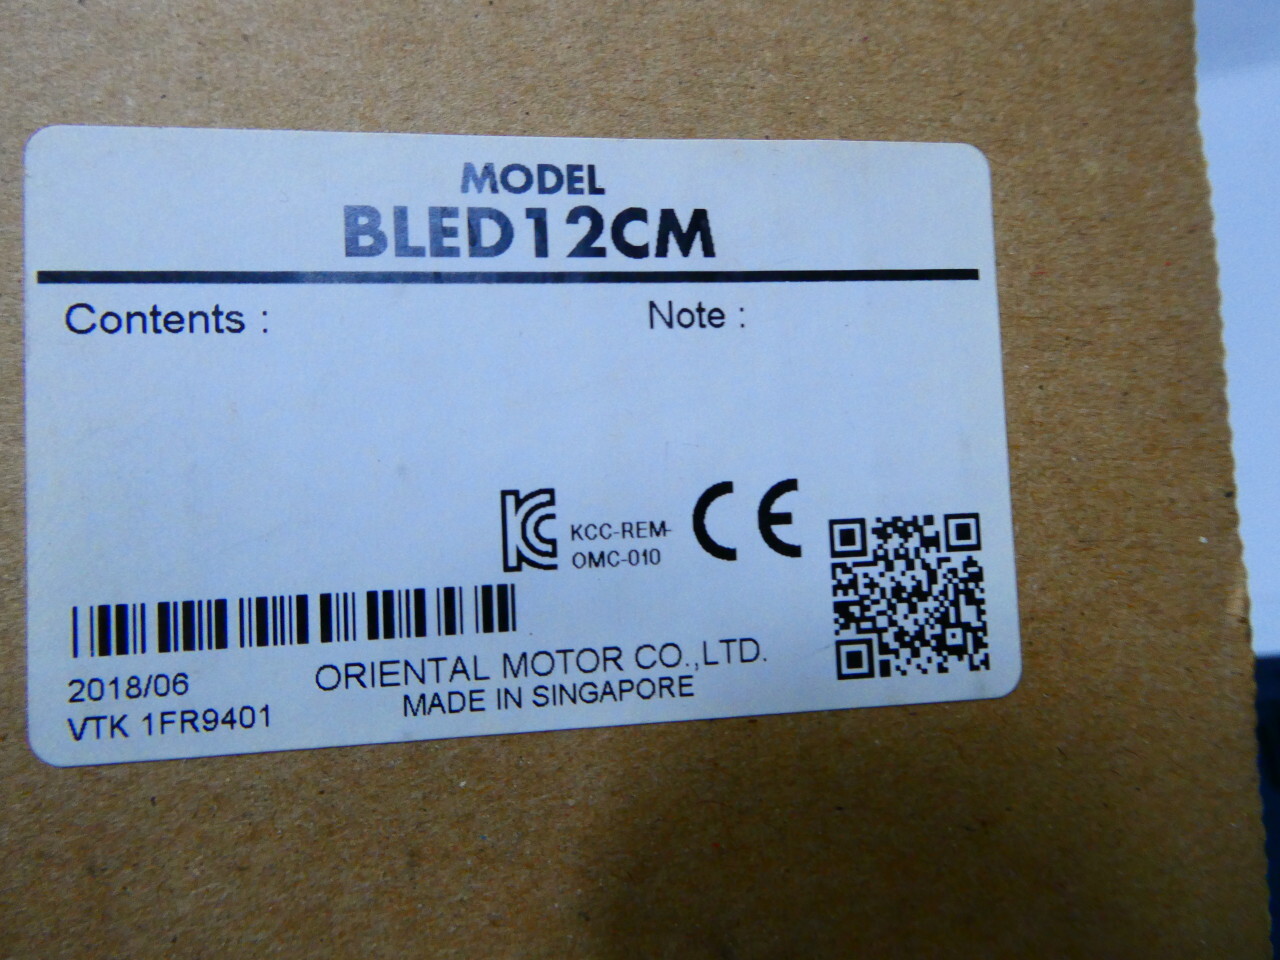 MODEL
BLED12CM
Contents : Note :
KCC-REM-
OMC-010
CE
2018/06
VTK 1FR9401
ORIENTAL MOTOR CO.,LTD.
MADE IN SINGAPORE